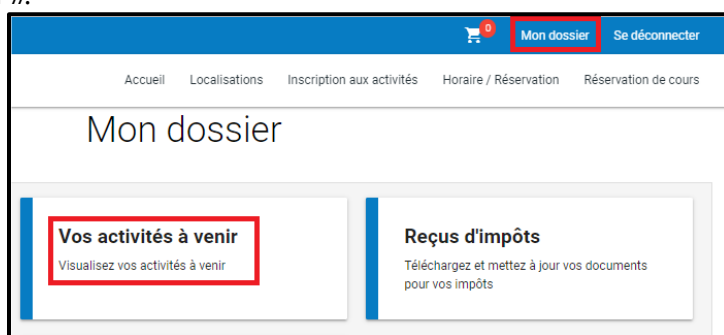 0 Mon dossier Se déconnecter
Accueil Localisations Inscription aux activités Horaire / Réservation Réservation de cours
Mon dossier
Vos activités à venir
Visualisez vos activités à venir
Reçus d'impôts
Téléchargez et mettez à jour vos documents
pour vos impôts